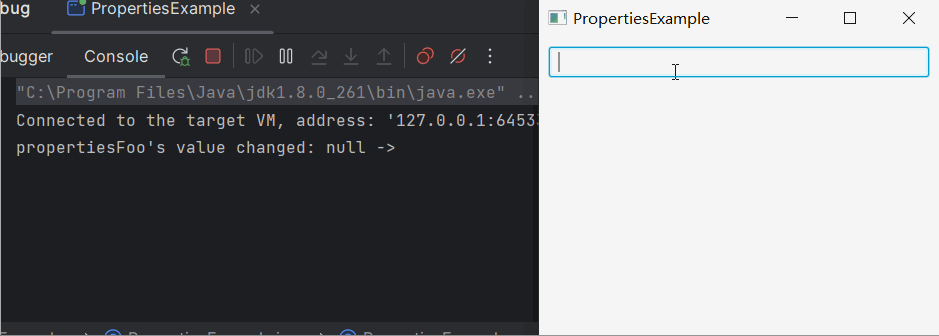 bug
PropertiesExample
PropertiesExample
bugger
Console
"C:\Program Files\Java\jdk1.8.0_261\bin\java.exe" ..
Connected to the target VM, address: '127.0.0.1:6453
propertiesFoo's value changed: null ->